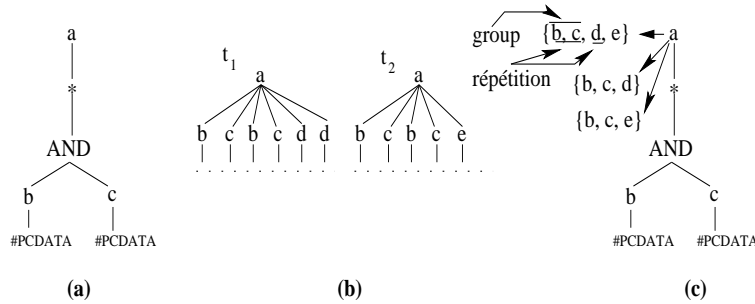 a
*
AND
b c
#PCDATA #PCDATA
(a)
t1 t2
a a
b c b c d d b c b c e
. . . . . . . . . . . . . . . . . . . . . . . . . . . . . .
(b)
group {b, c, d, e} a
répétition {b, c, d} *
{b, c, e}
AND
b c
#PCDATA #PCDATA
(c)